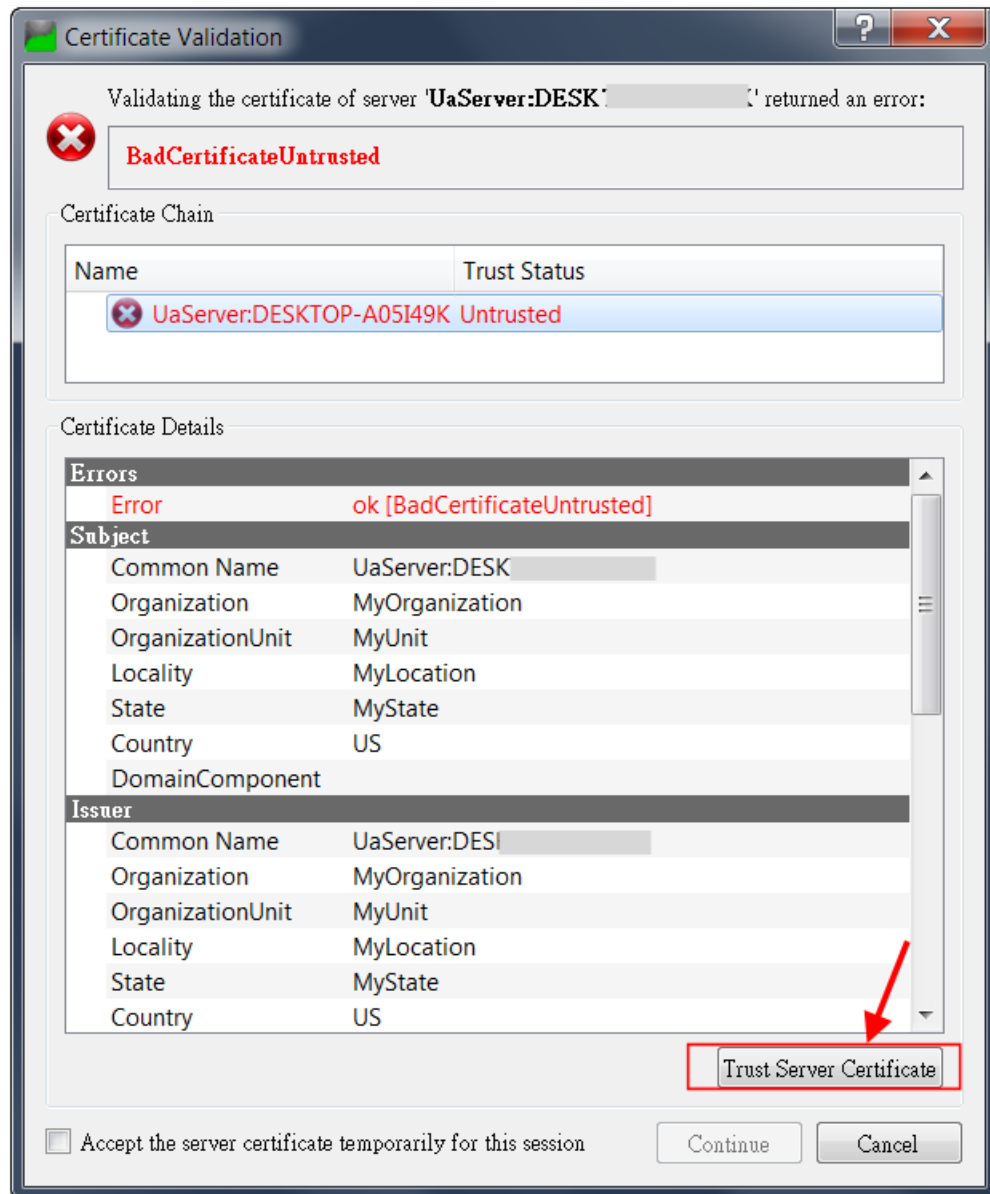 Certificate Validation
Validating the certificate of server 'UaServer:DESK' returned an error:
BadCertificateUntrusted
Certificate Chain
Name Trust Status
UaServer:DESKTOP-A05I49K Untrusted
Certificate Details
Errors
Error ok [BadCertificateUntrusted]
Subject
Common Name UaServer:DESK
Organization MyOrganization
OrganizationUnit MyUnit
Locality MyLocation
State MyState
Country US
DomainComponent
Issuer
Common Name UaServer:DES
Organization MyOrganization
OrganizationUnit MyUnit
Locality MyLocation
State MyState
Country US
Trust Server Certificate
Accept the server certificate temporarily for this session Continue Cancel